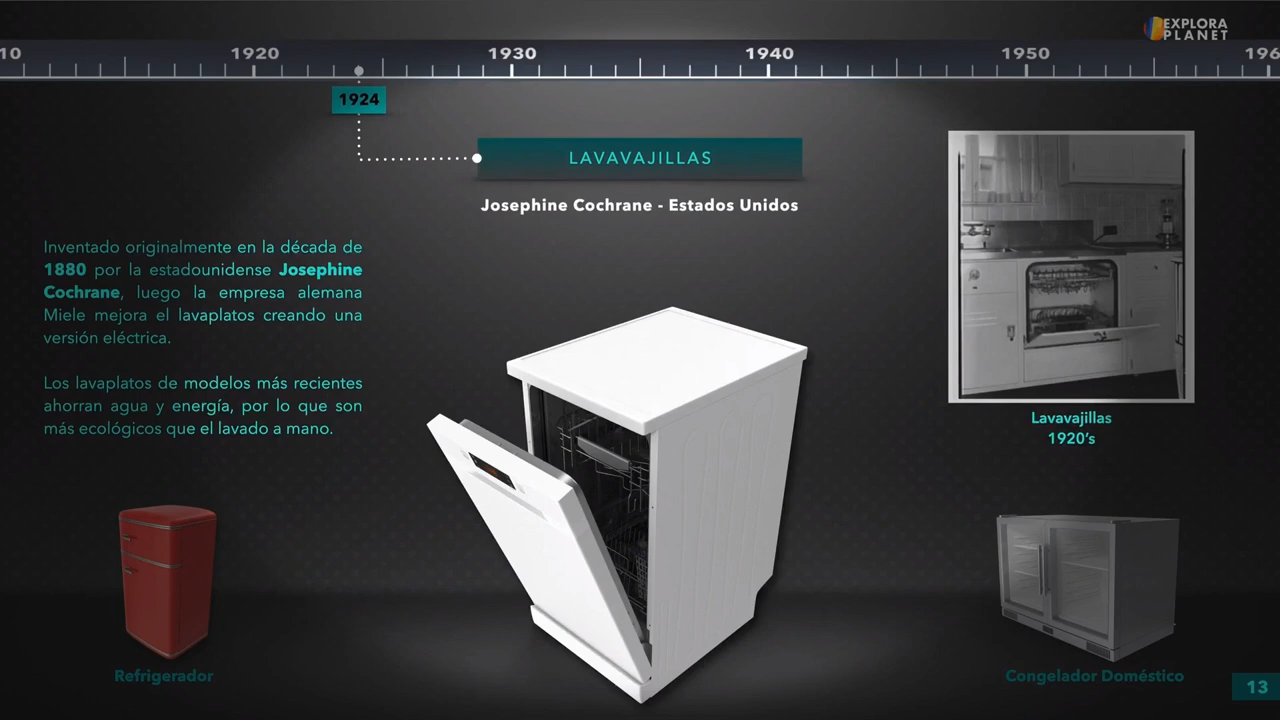 EXPLORA
PLANET
10 1920 1930 1940 1950 196
1924
LAVAVAJILLAS
Josephine Cochrane - Estados Unidos
Inventado originalmente en la década de
1880 por la estadounidense Josephine
Cochrane, luego la empresa alemana
Miele mejora el lavaplatos creando una
versión eléctrica.
Los lavaplatos de modelos más recientes
ahorran agua y energía, por lo que son
más ecológicos que el lavado a mano.
Lavavajillas
1920's
Refrigerador
Congelador Doméstico
13